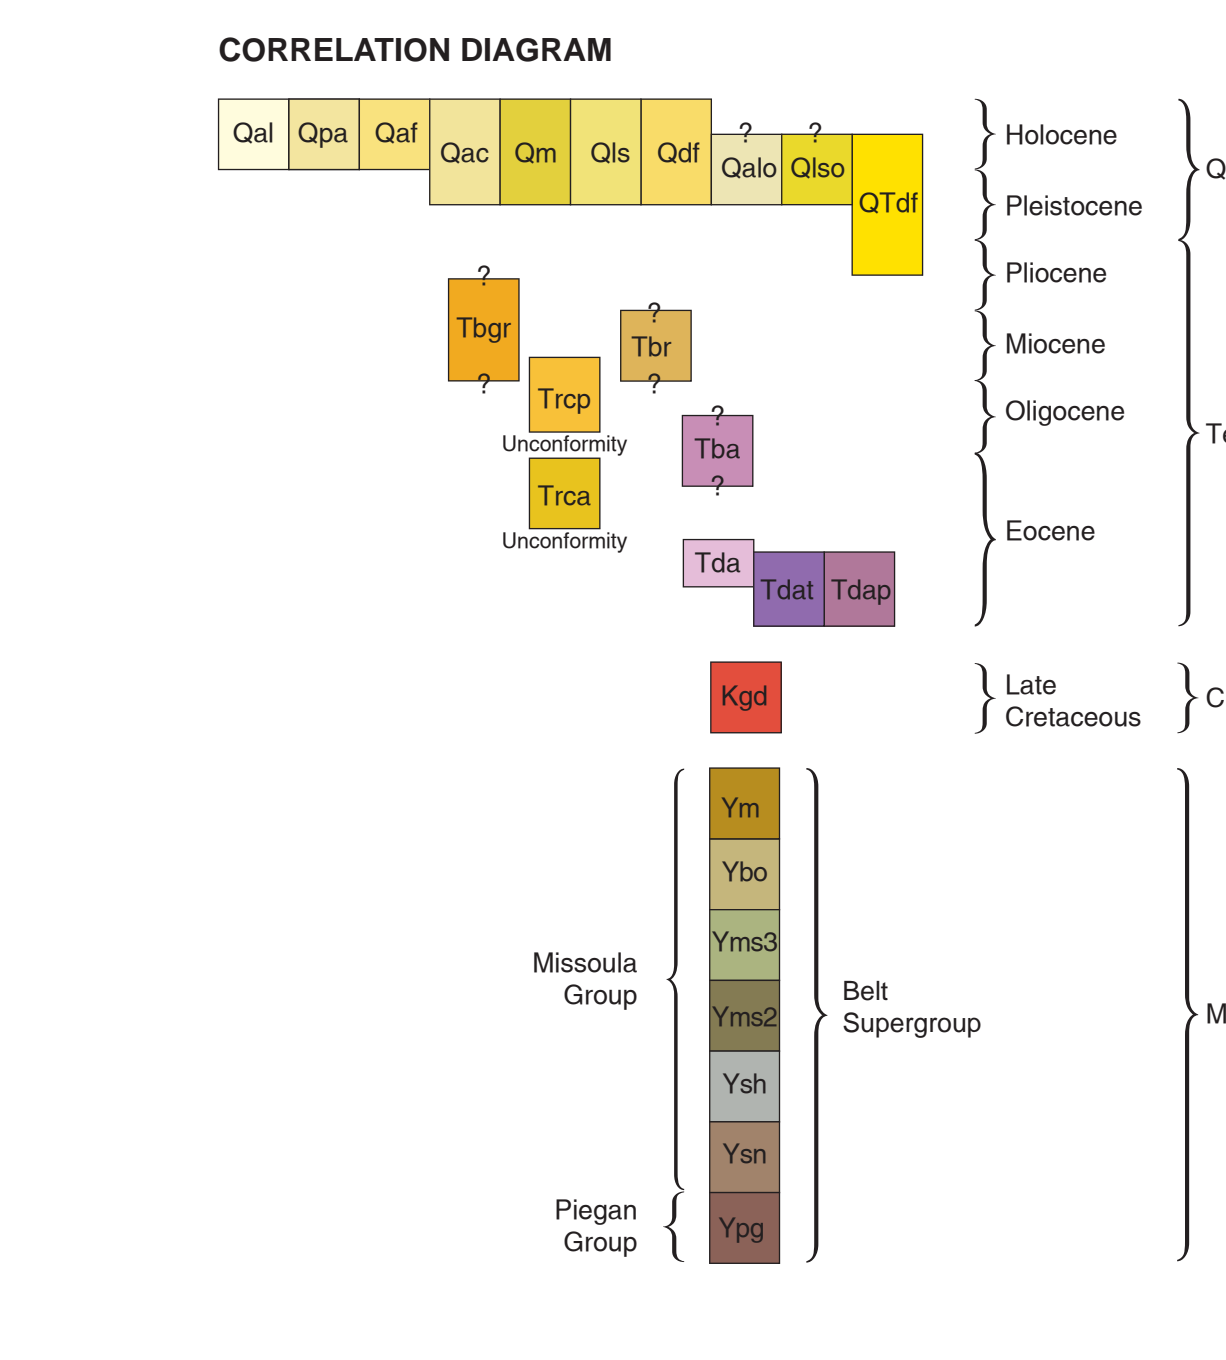 CORRELATION DIAGRAM
Qal Qpa Qaf Qac Qm Qls Qdf ? Qalo ? Qlso QTdf
Holocene
Pleistocene
Q
Pliocene
Miocene
Oligocene
Eocene
Te
?
Tbgr
?
?
Tbr
?
Trcp
Unconformity
?
Tba
?
Trca
Unconformity
Tda
Tdat Tdap
Kgd
Late
Cretaceous
C
Ym
Ybo
Yms3
Yms2
Ysh
Ysn
Ypg
Missoula
Group
Piegan
Group
Belt
Supergroup
M